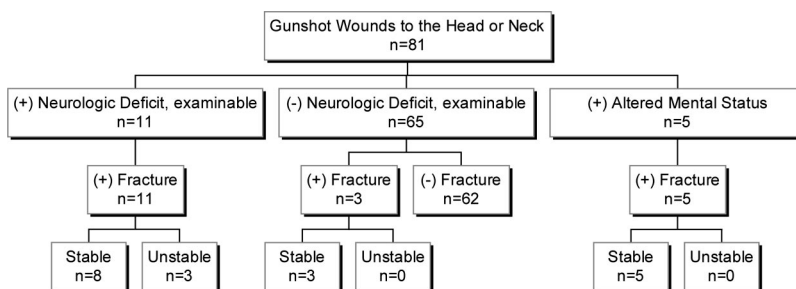 Gunshot Wounds to the Head or Neck
n=81
(+) Neurologic Deficit, examinable
n=11
(-) Neurologic Deficit, examinable
n=65
(+) Altered Mental Status
n=5
(+) Fracture
n=11
(+) Fracture
n=3
(-) Fracture
n=62
(+) Fracture
n=5
Stable
n=8
Unstable
n=3
Stable
n=3
Unstable
n=0
Stable
n=5
Unstable
n=0